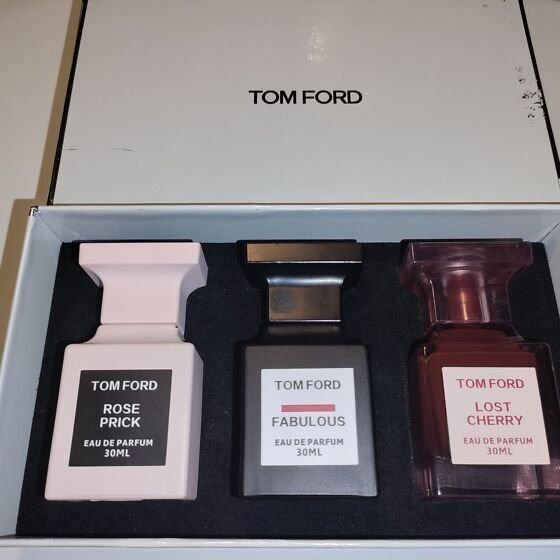 TOM FORD
TOM FORD
ROSE
PRICK
EAU DE PARFUM
30ML
TOM FORD
FABULOUS
EAU DE PARFUM
30ML
TOM FORD
LOST
CHERRY
EAU DE PARFUM
30ML